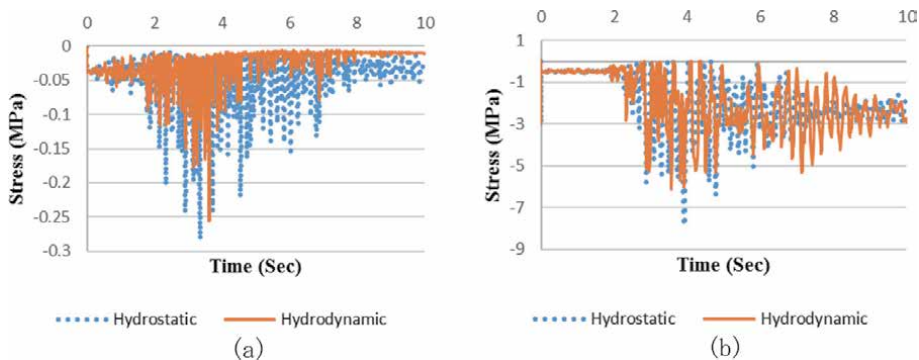 0 2 4 6 8 10
0
-0.05
-0.1
-0.15
-0.2
-0.25
-0.3
Stress (MPa)
Time (Sec)
Hydrostatic Hydrodynamic
(a)
0 2 4 6 8 10
1
-1
-3
-5
-7
-9
Stress (MPa)
Time (Sec)
Hydrostatic Hydrodynamic
(b)